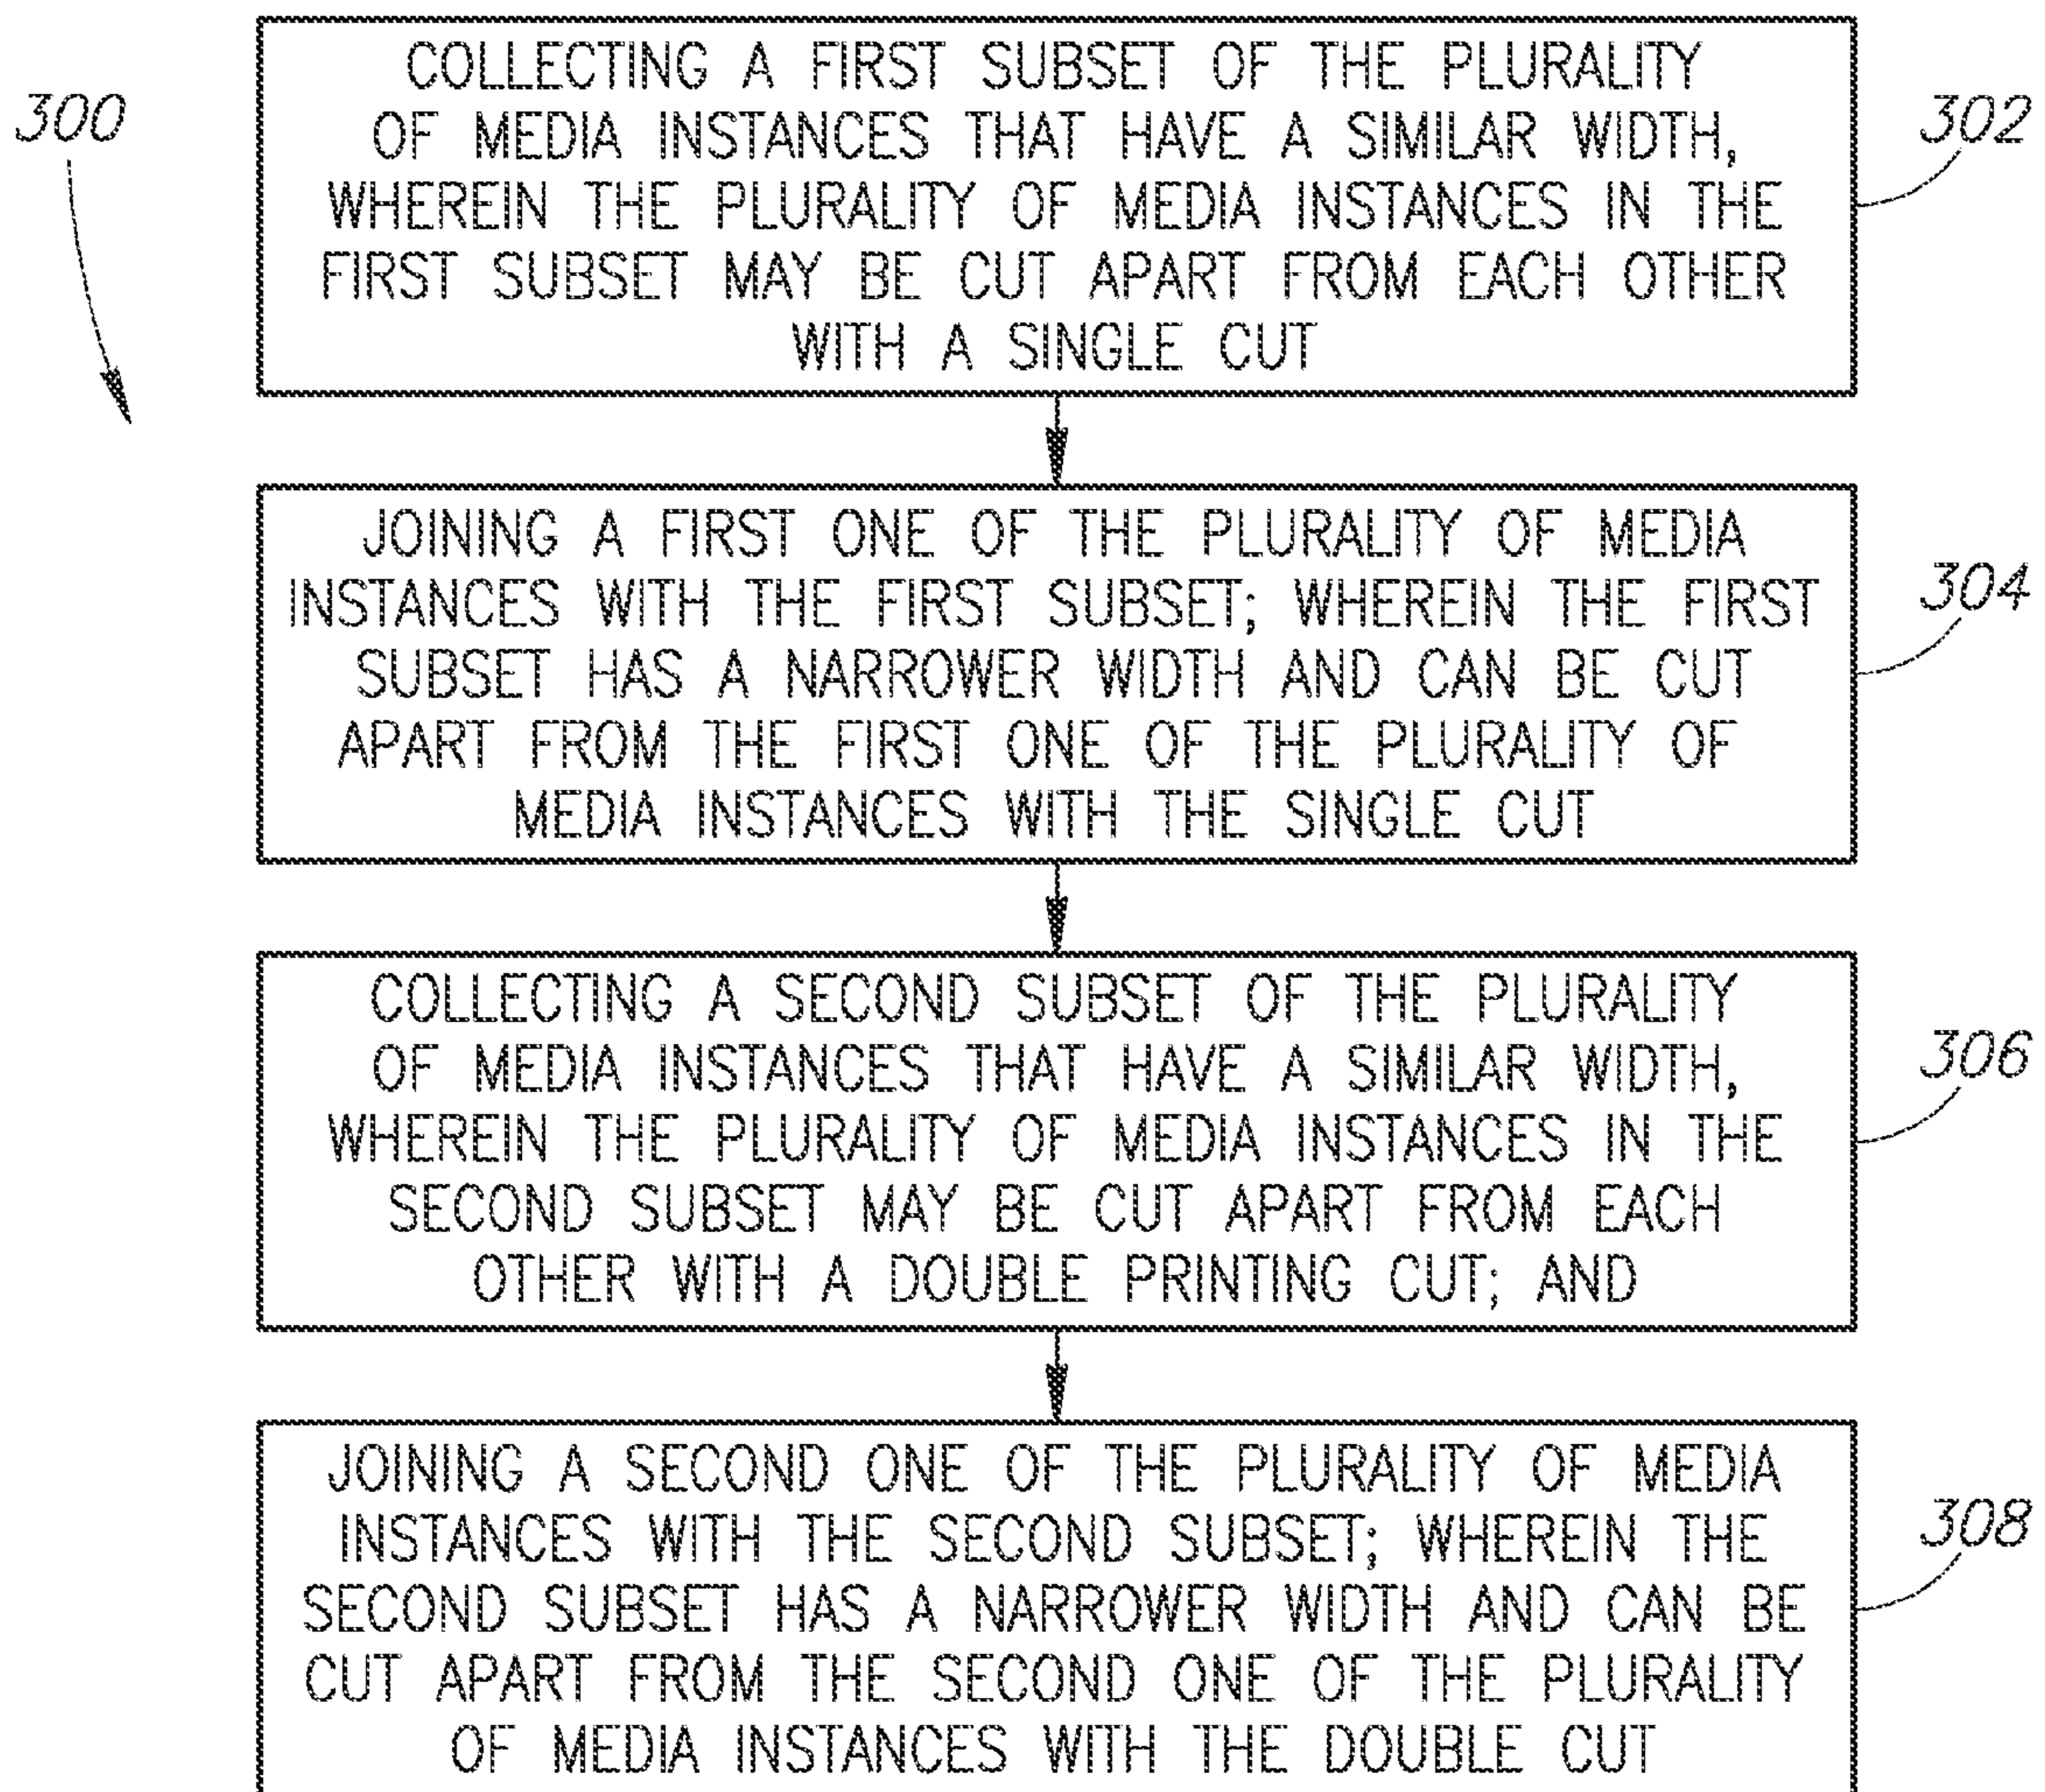 300
COLLECTING A FIRST SUBSET OF THE PLURALITY
OF MEDIA INSTANCES THAT HAVE A SIMILAR WIDTH,
WHEREIN THE PLURALITY OF MEDIA INSTANCES IN THE
FIRST SUBSET MAY BE CUT APART FROM EACH OTHER
WITH A SINGLE CUT
302
JOINING A FIRST ONE OF THE PLURALITY OF MEDIA
INSTANCES WITH THE FIRST SUBSET; WHEREIN THE FIRST
SUBSET HAS A NARROWER WIDTH AND CAN BE CUT
APART FROM THE FIRST ONE OF THE PLURALITY OF
MEDIA INSTANCES WITH THE SINGLE CUT
304
COLLECTING A SECOND SUBSET OF THE PLURALITY
OF MEDIA INSTANCES THAT HAVE A SIMILAR WIDTH,
WHEREIN THE PLURALITY OF MEDIA INSTANCES IN THE
SECOND SUBSET MAY BE CUT APART FROM EACH
OTHER WITH A DOUBLE PRINTING CUT; AND
306
JOINING A SECOND ONE OF THE PLURALITY OF MEDIA
INSTANCES WITH THE SECOND SUBSET; WHEREIN THE
SECOND SUBSET HAS A NARROWER WIDTH AND CAN BE
CUT APART FROM THE SECOND ONE OF THE PLURALITY
OF MEDIA INSTANCES WITH THE DOUBLE CUT
308